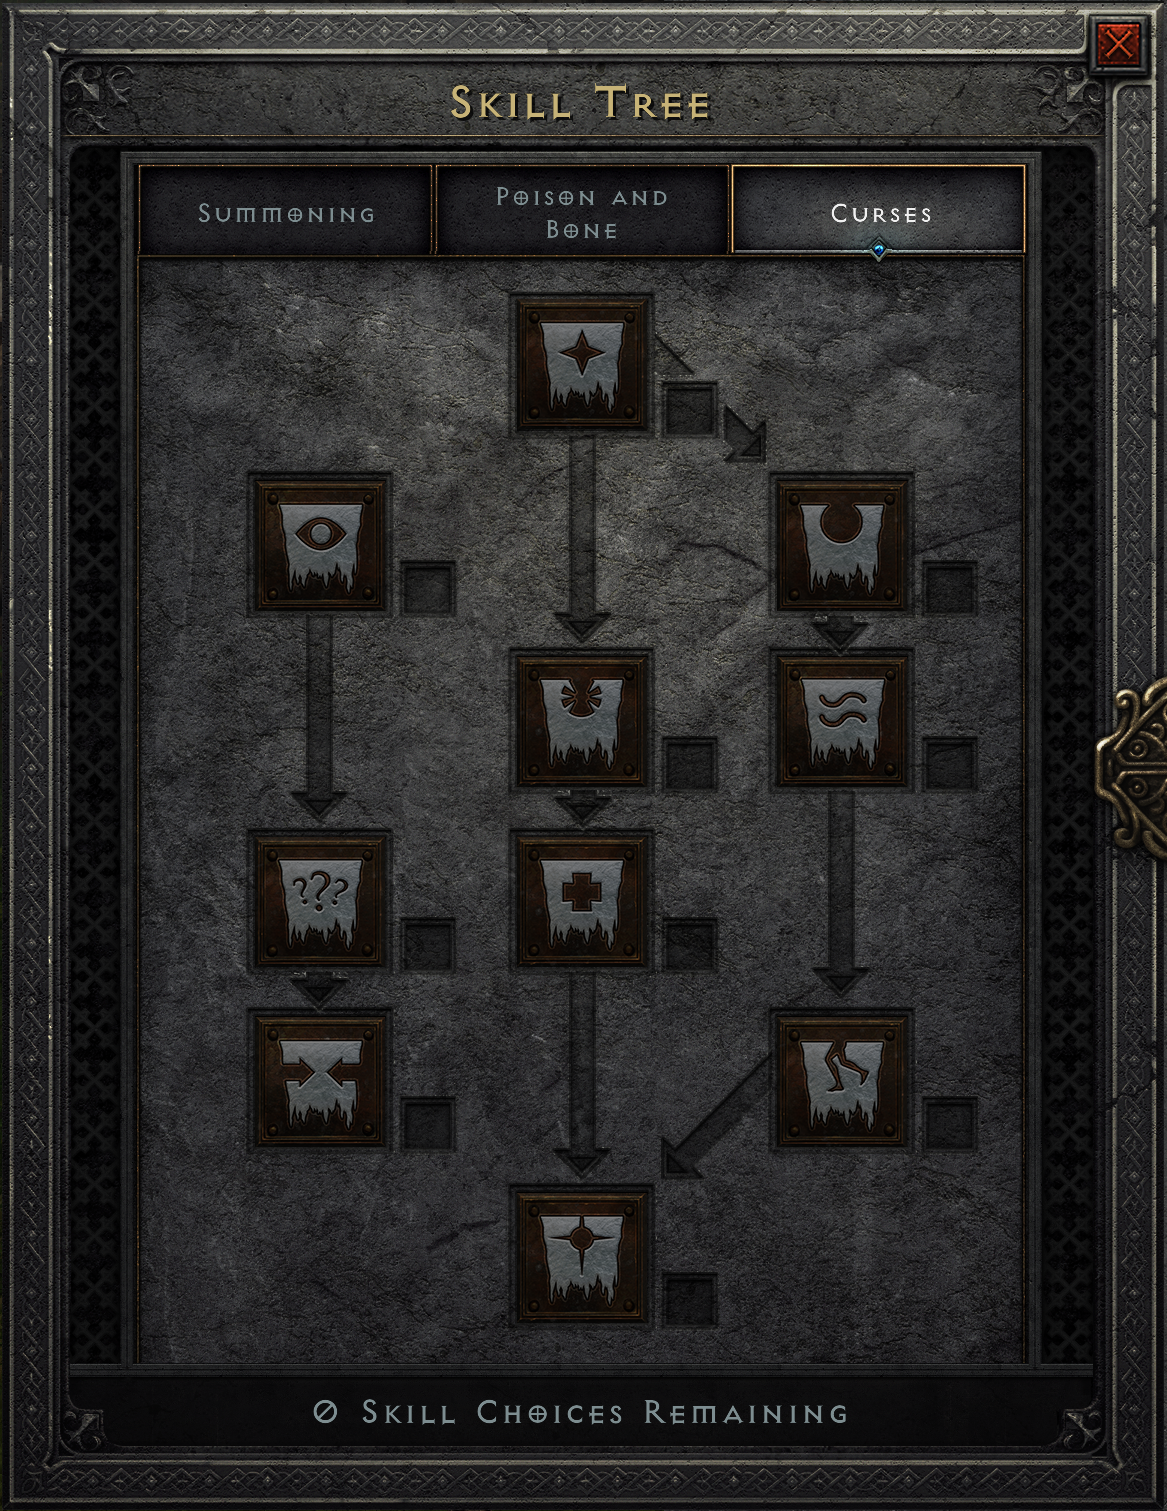 Skill Tree
Summoning
Poison and
Bone
Curses
???
0 Skill Choices Remaining